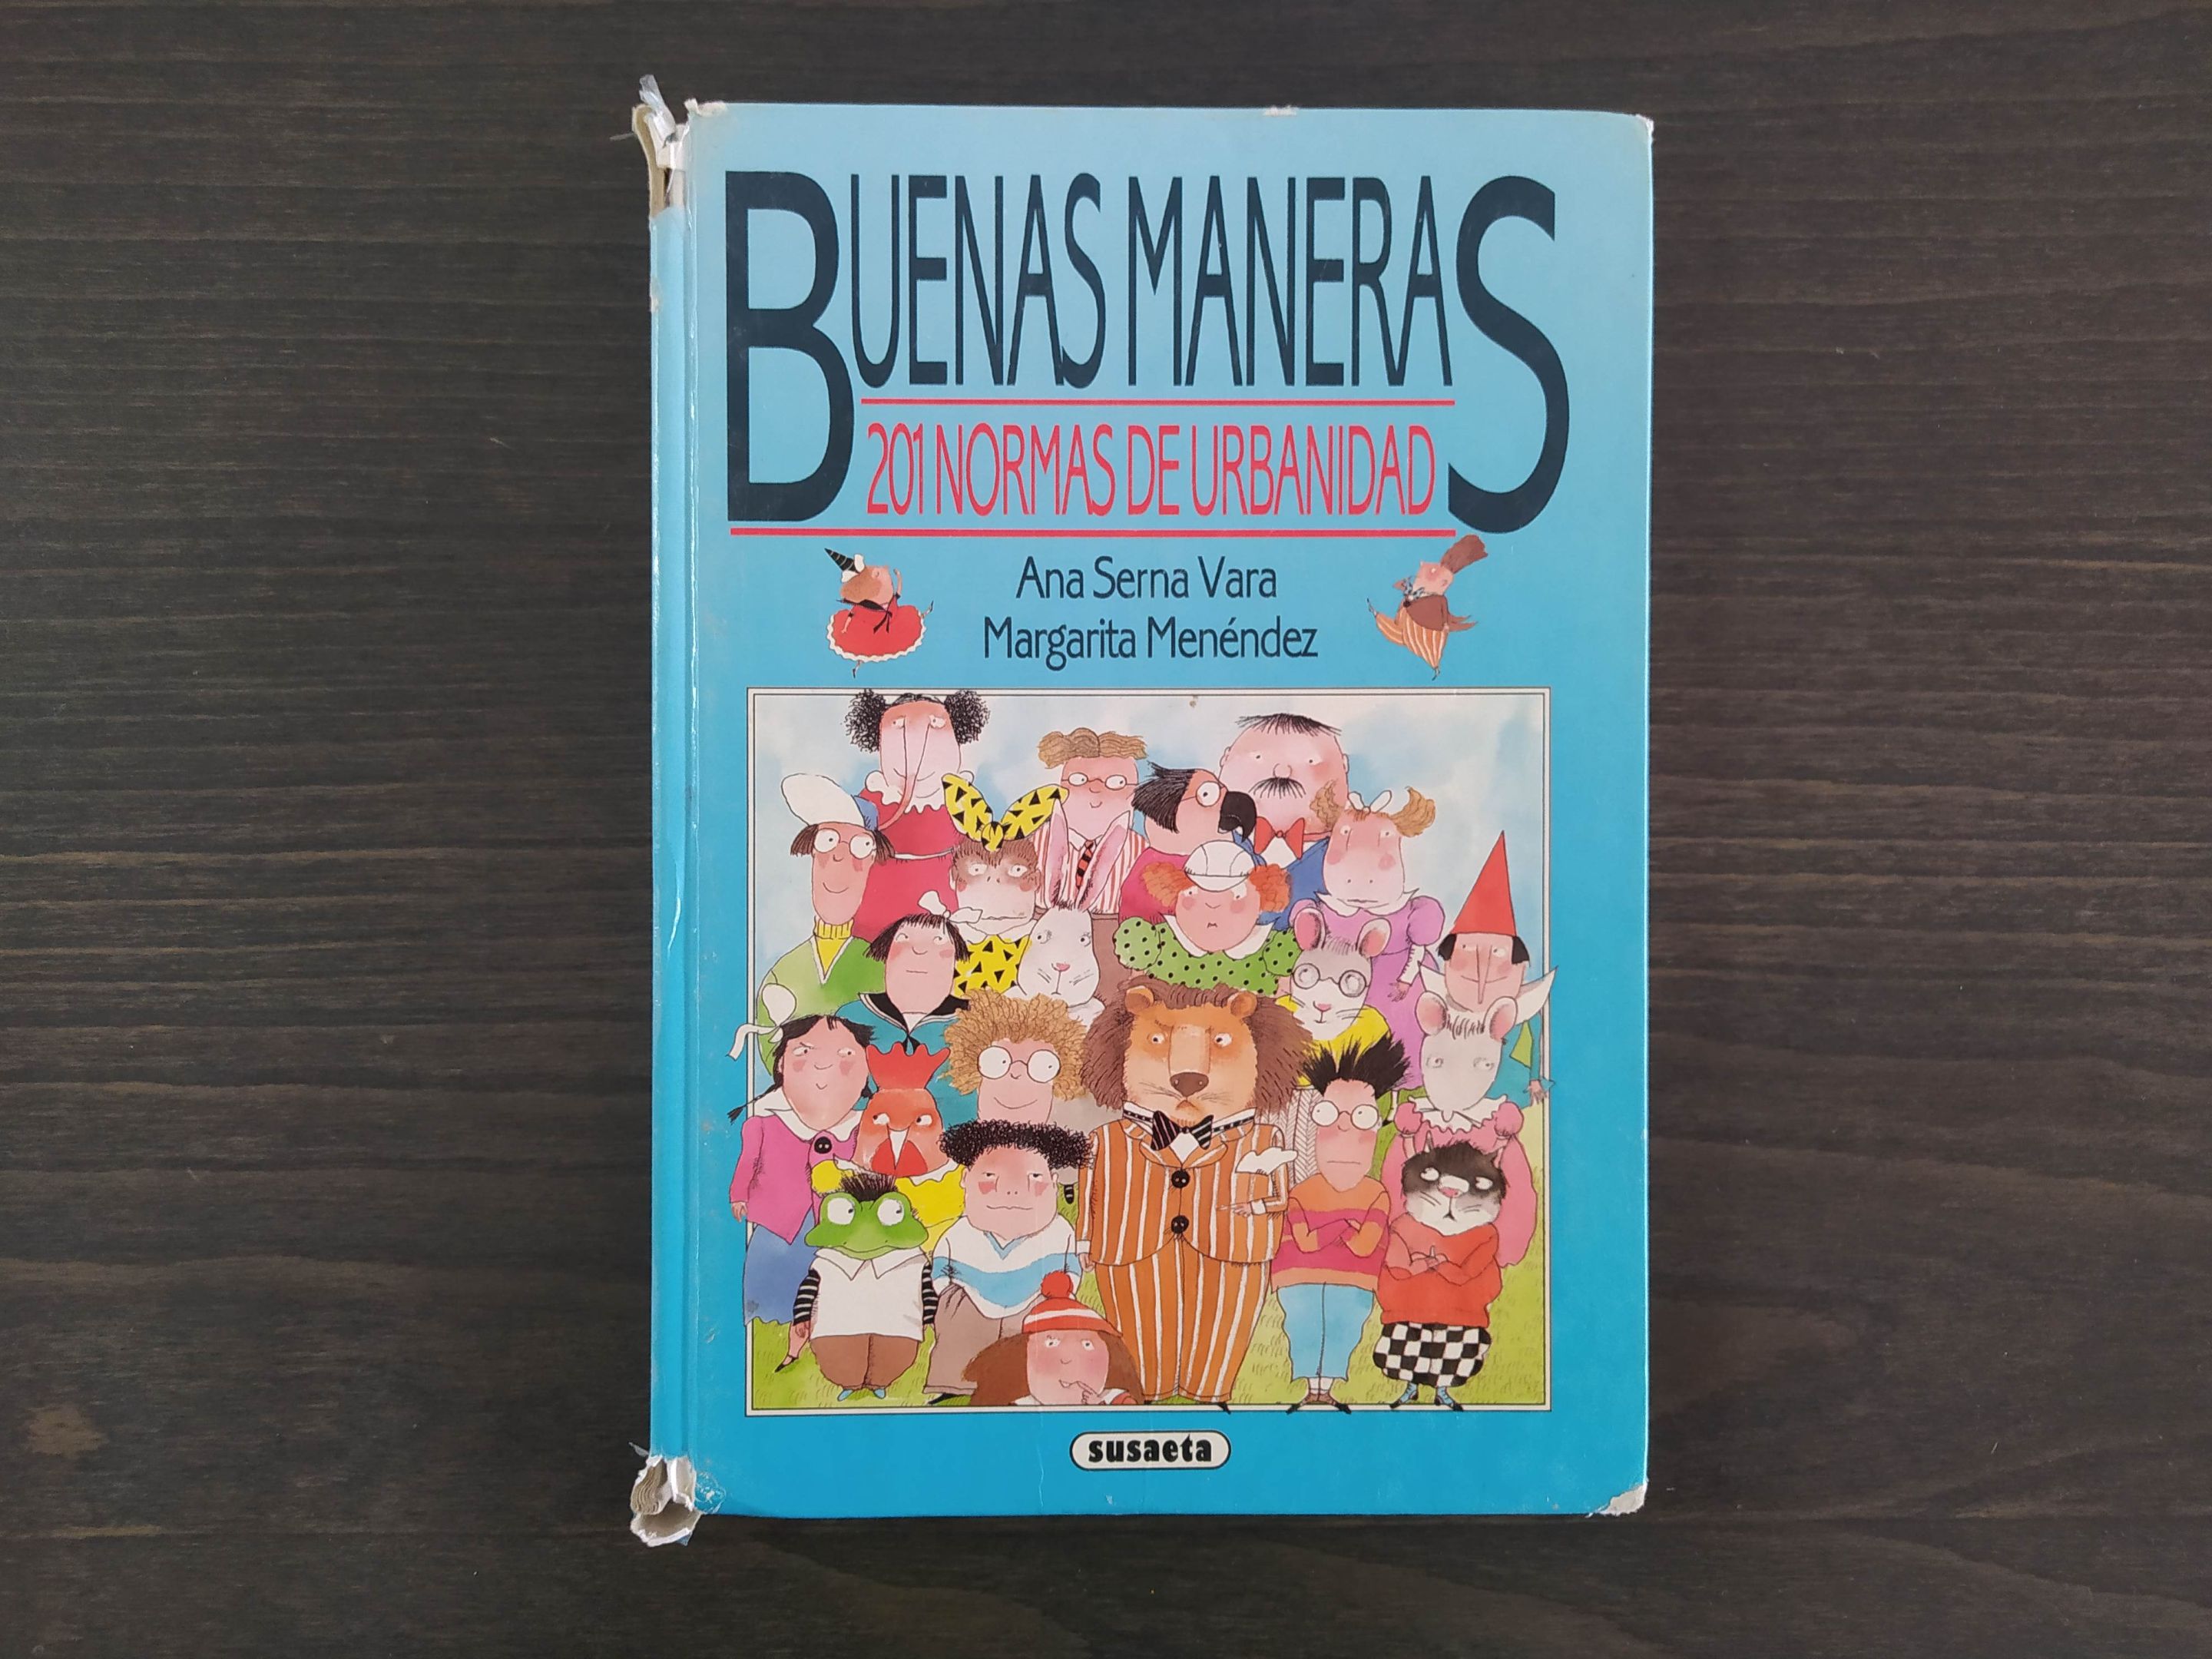 BUENAS MANERAS
201 NORMAS DE URBANIDAD
Ana Serna Vara
Margarita Menéndez
susaeta